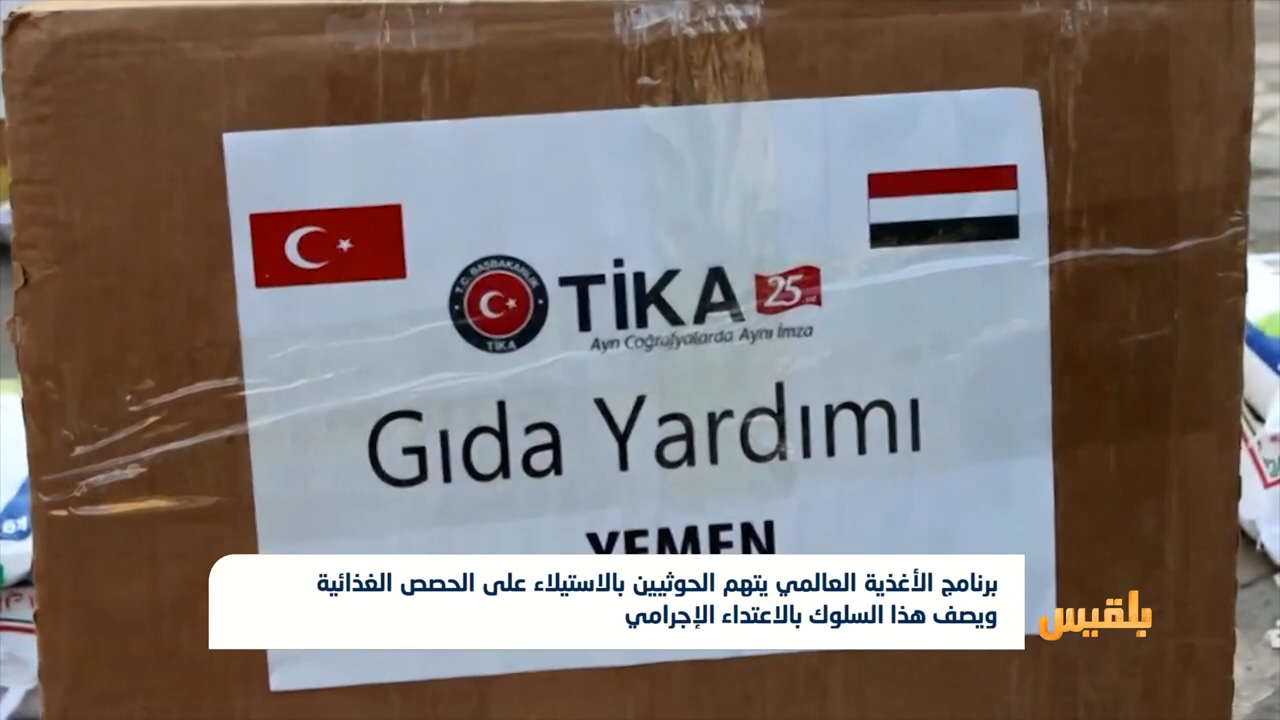 T.C. BAŞBAKANLIK
TİKA
TİKA
25
Ayrı Coğrafyalarda Aynı İmza
Gıda Yardımı
YEMEN
برنامج الأغذية العالمي يتهم الحوثيين بالاستيلاء على الحصص الغذائية
ويصف هذا السلوك بالاعتداء الإجرامي
بلقيس